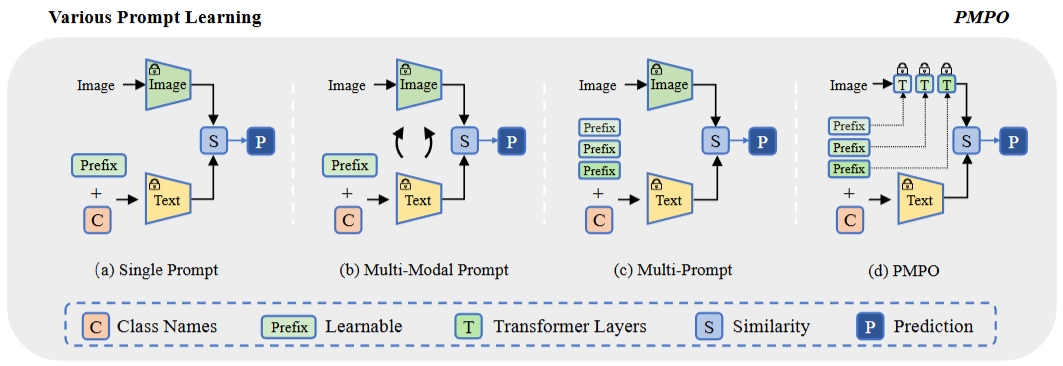 Various Prompt Learning
PMPO
Image
Image
Prefix
+
C
Text
S
P
(a) Single Prompt
Image
Image
Prefix
+
C
Text
S
P
(b) Multi-Modal Prompt
Image
Image
Prefix
Prefix
Prefix
+
C
Text
S
P
(c) Multi-Prompt
Image
T T T
Prefix
Prefix
Prefix
+
C
Text
S
P
(d) PMPO
C Class Names Prefix Learnable T Transformer Layers S Similarity P Prediction